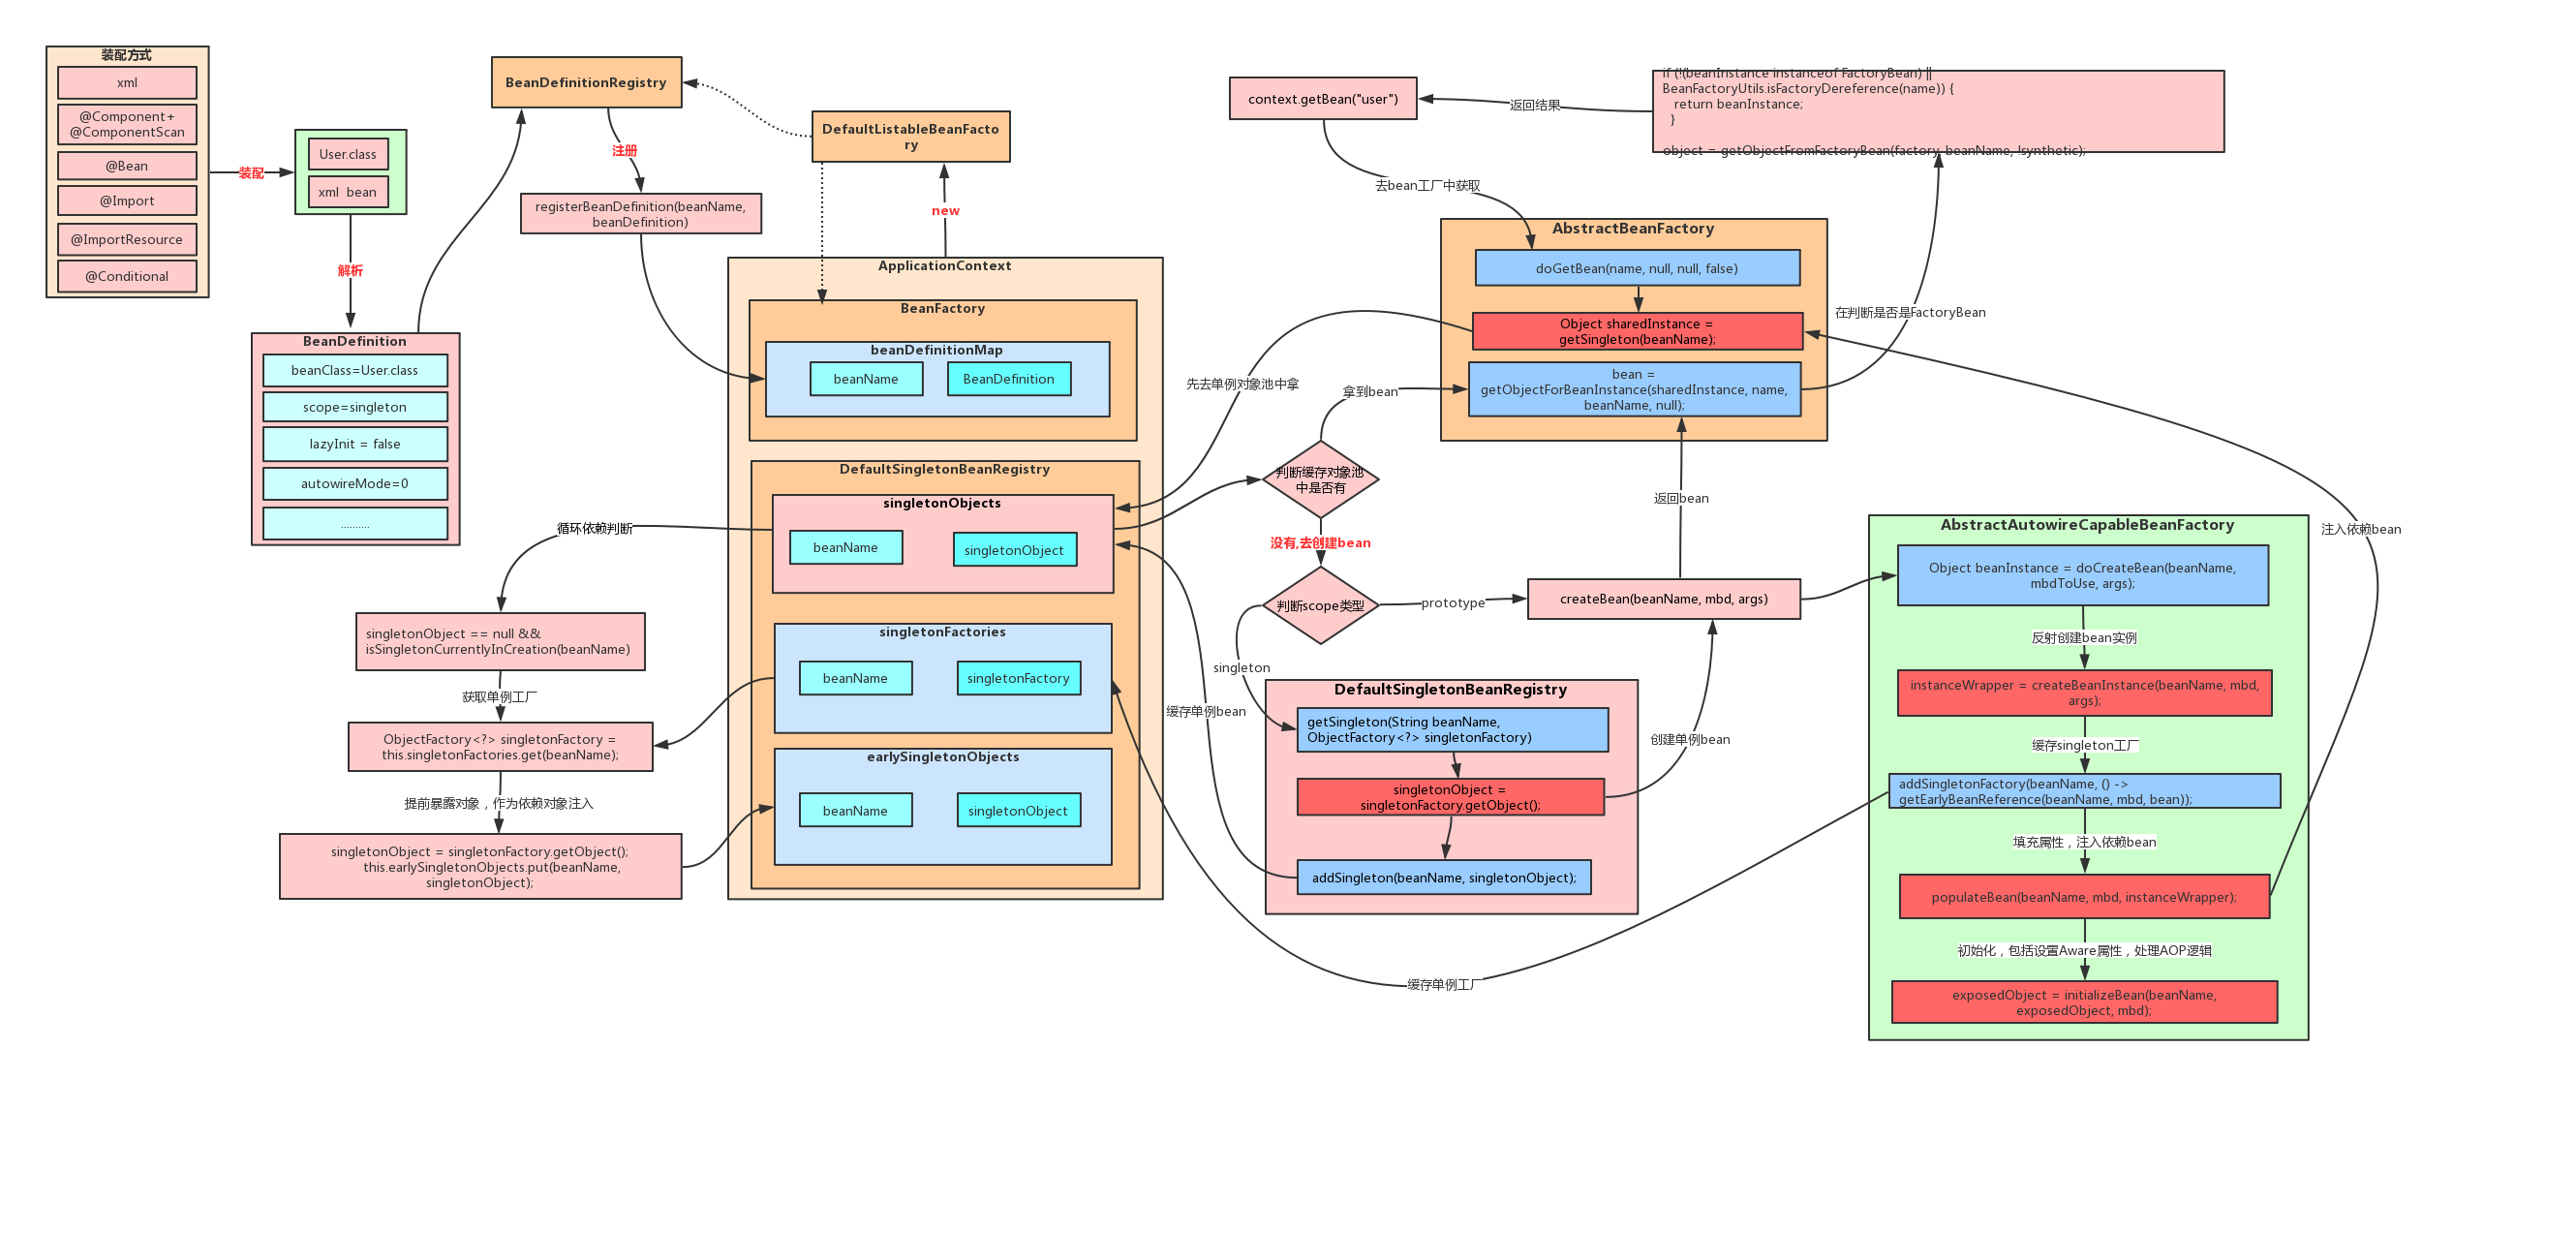 装配方式
xml
@Component+
@ComponentScan
@Bean
@Import
@ImportResource
@Conditional
装配
User.class
xml  bean
解析
BeanDefinition
beanClass=User.class
scope=singleton
lazyInit = false
autowireMode=0
..........
BeanDefinitionRegistry
注册
registerBeanDefinition(beanName,
beanDefinition)
DefaultListableBeanFacto
ry
new
ApplicationContext
BeanFactory
beanDefinitionMap
beanName
BeanDefinition
DefaultSingletonBeanRegistry
singletonObjects
beanName
singletonObject
singletonFactories
beanName
singletonFactory
earlySingletonObjects
beanName
singletonObject
循环依赖判断
singletonObject == null &&
isSingletonCurrentlyInCreation(beanName)
获取单例工厂
ObjectFactory<?> singletonFactory =
this.singletonFactories.get(beanName);
提前暴露对象，作为依赖对象注入
singletonObject = singletonFactory.getObject();
this.earlySingletonObjects.put(beanName,
singletonObject);
context.getBean("user")
返回结果
if (!(beanInstance instanceof FactoryBean) ||
BeanFactoryUtils.isFactoryDereference(name)) {
return beanInstance;
}
object = getObjectFromFactoryBean(factory, beanName, !synthetic);
去bean工厂中获取
AbstractBeanFactory
doGetBean(name, null, null, false)
Object sharedInstance =
getSingleton(beanName);
bean =
getObjectForBeanInstance(sharedInstance, name,
beanName, null);
在判断是否是FactoryBean
先去单例对象池中拿
拿到bean
判断缓存对象池
中是否有
没有,去创建bean
判断scope类型
prototype
singleton
返回bean
createBean(beanName, mbd, args)
缓存单例bean
DefaultSingletonBeanRegistry
getSingleton(String beanName,
ObjectFactory<?> singletonFactory)
singletonObject =
singletonFactory.getObject();
addSingleton(beanName, singletonObject);
创建单例bean
缓存单例工厂
注入依赖bean
AbstractAutowireCapableBeanFactory
Object beanInstance = doCreateBean(beanName,
mbdToUse, args);
反射创建bean实例
instanceWrapper = createBeanInstance(beanName, mbd,
args);
缓存singleton工厂
addSingletonFactory(beanName, () ->
getEarlyBeanReference(beanName, mbd, bean));
填充属性，注入依赖bean
populateBean(beanName, mbd, instanceWrapper);
初始化，包括设置Aware属性，处理AOP逻辑
exposedObject = initializeBean(beanName,
exposedObject, mbd);